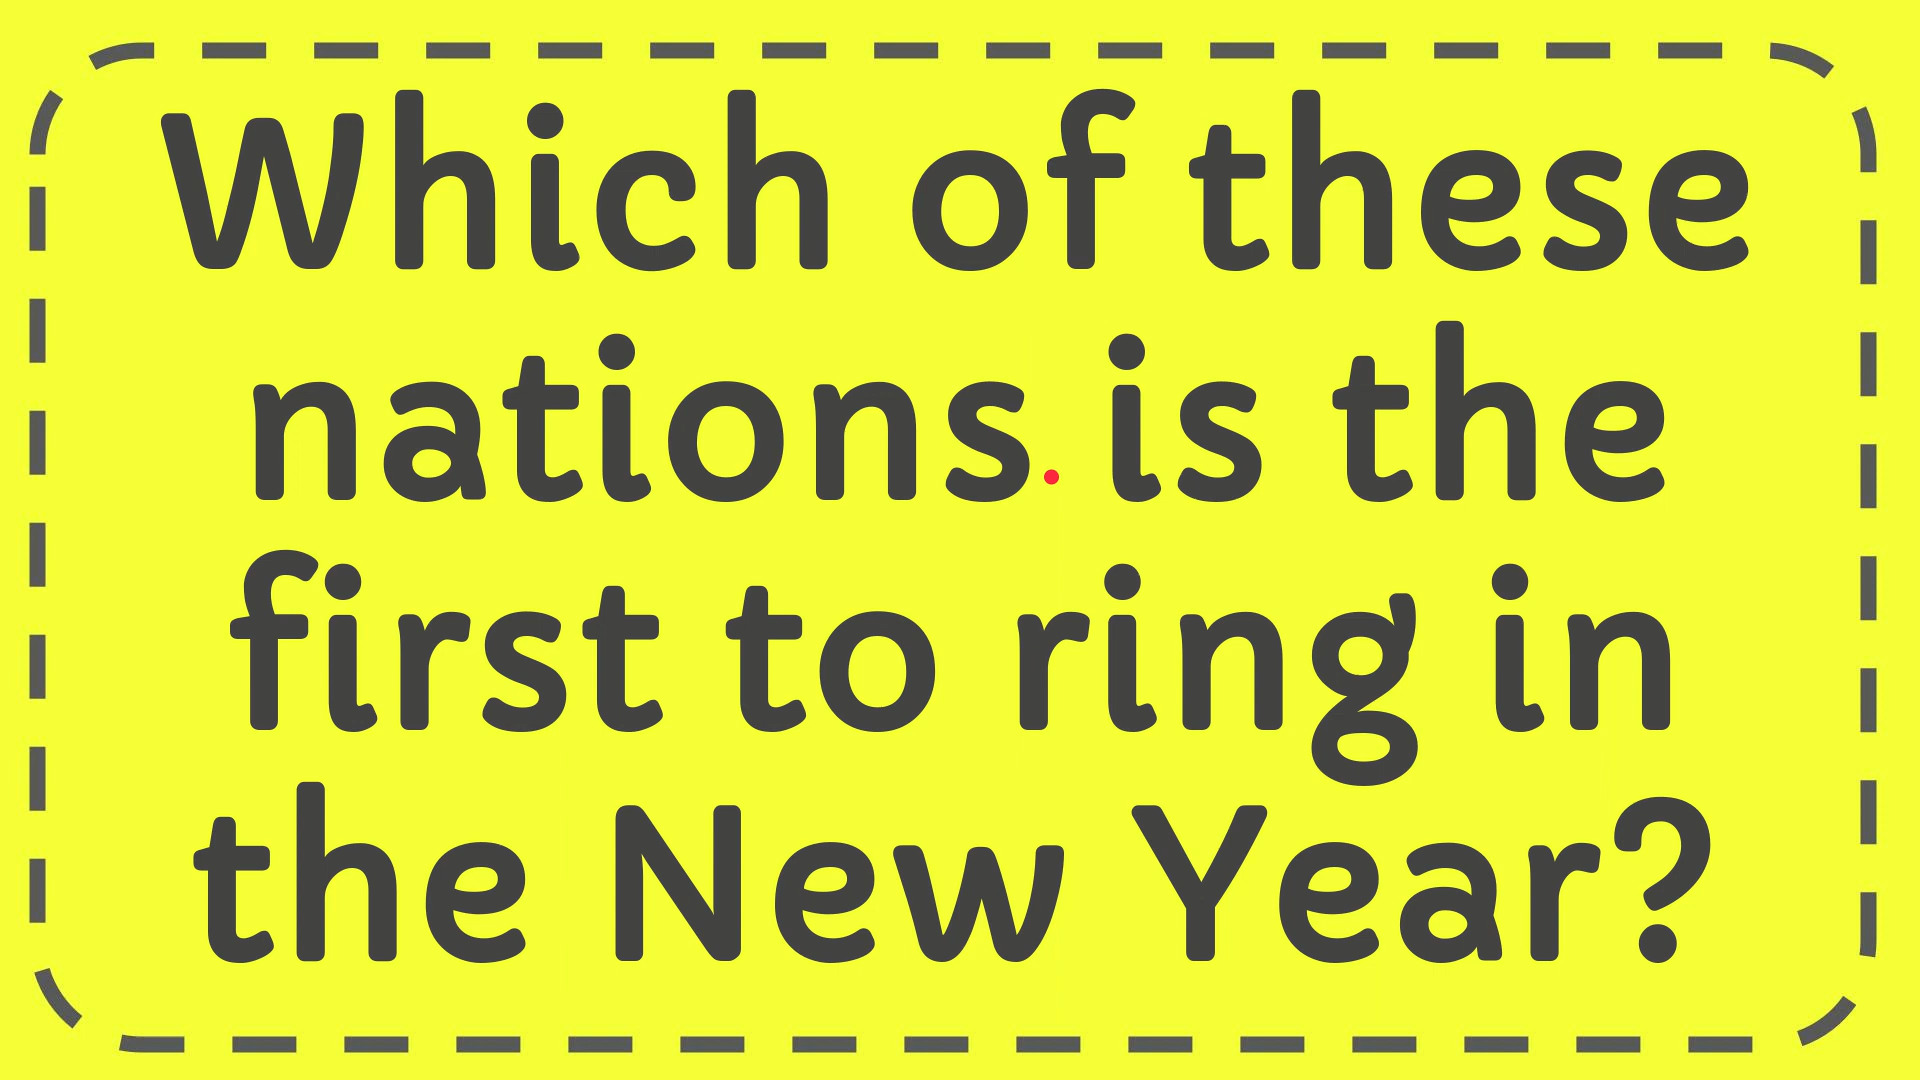 Which of these
nations is the
first to ring in
the New Year?